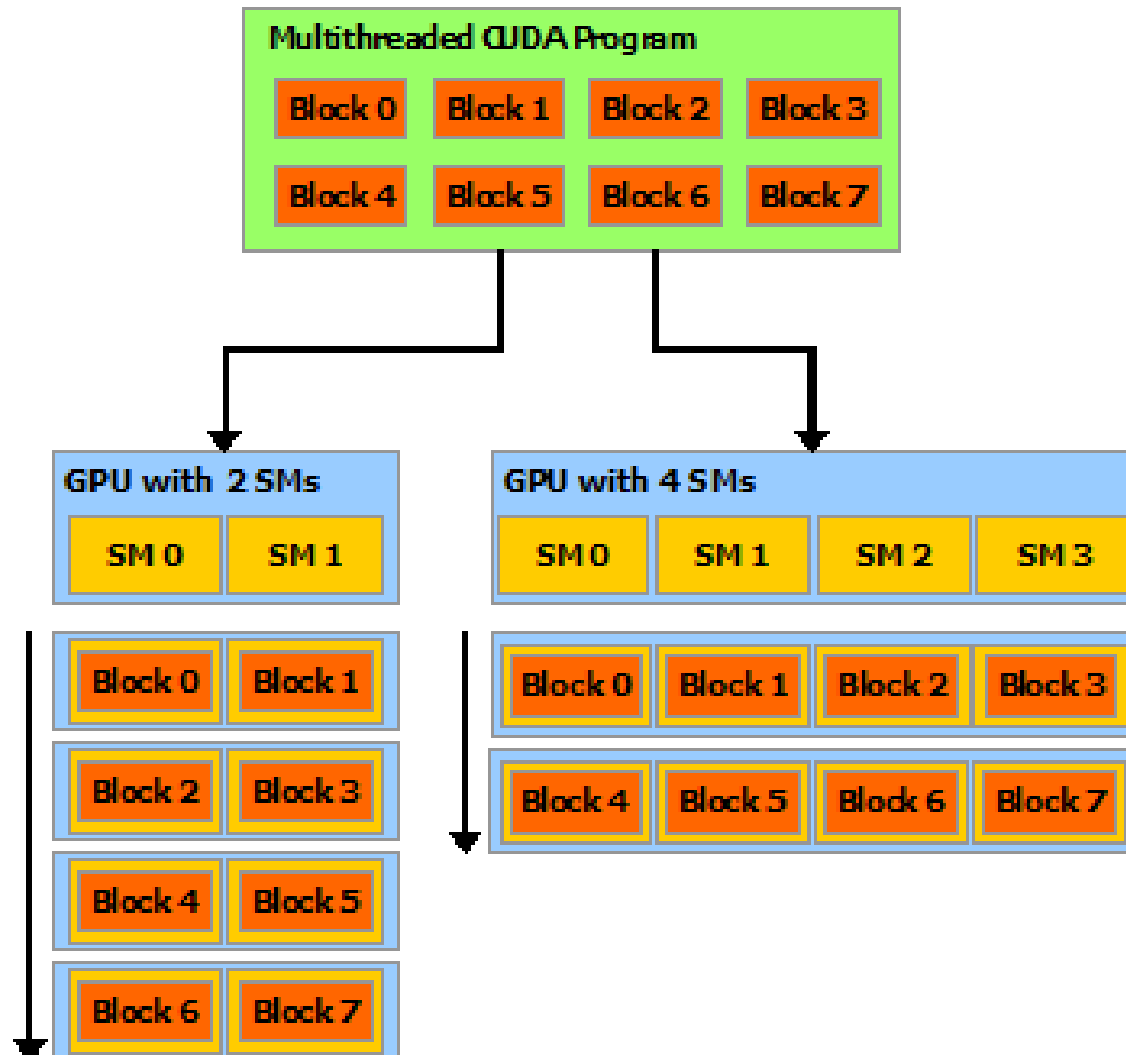 Multithreaded CUDA Program
Block 0 Block 1 Block 2 Block 3
Block 4 Block 5 Block 6 Block 7
GPU with 2 SMs
SM 0 SM 1
Block 0 Block 1
Block 2 Block 3
Block 4 Block 5
Block 6 Block 7
GPU with 4 SMs
SM 0 SM 1 SM 2 SM 3
Block 0 Block 1 Block 2 Block 3
Block 4 Block 5 Block 6 Block 7